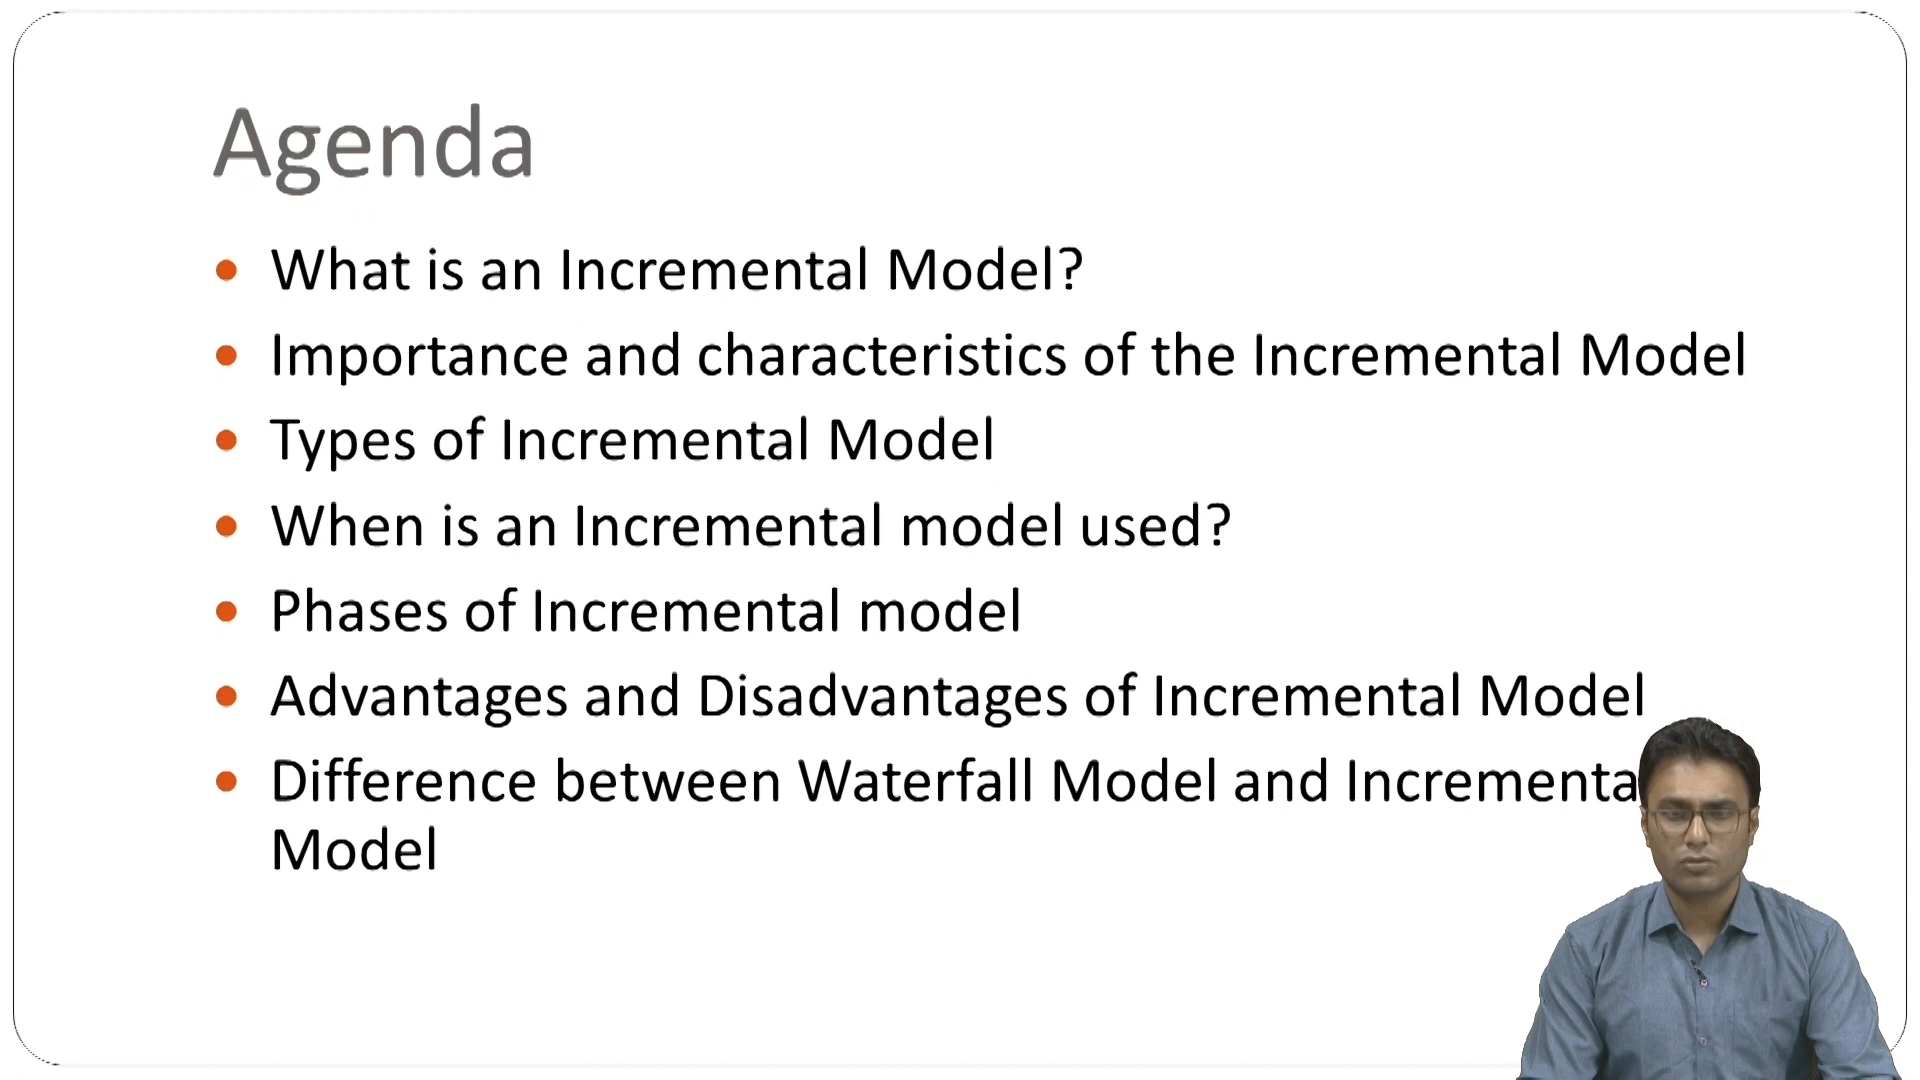 Agenda
• What is an Incremental Model?
• Importance and characteristics of the Incremental Model
• Types of Incremental Model
• When is an Incremental model used?
• Phases of Incremental model
• Advantages and Disadvantages of Incremental Model
• Difference between Waterfall Model and Incrementa
Model